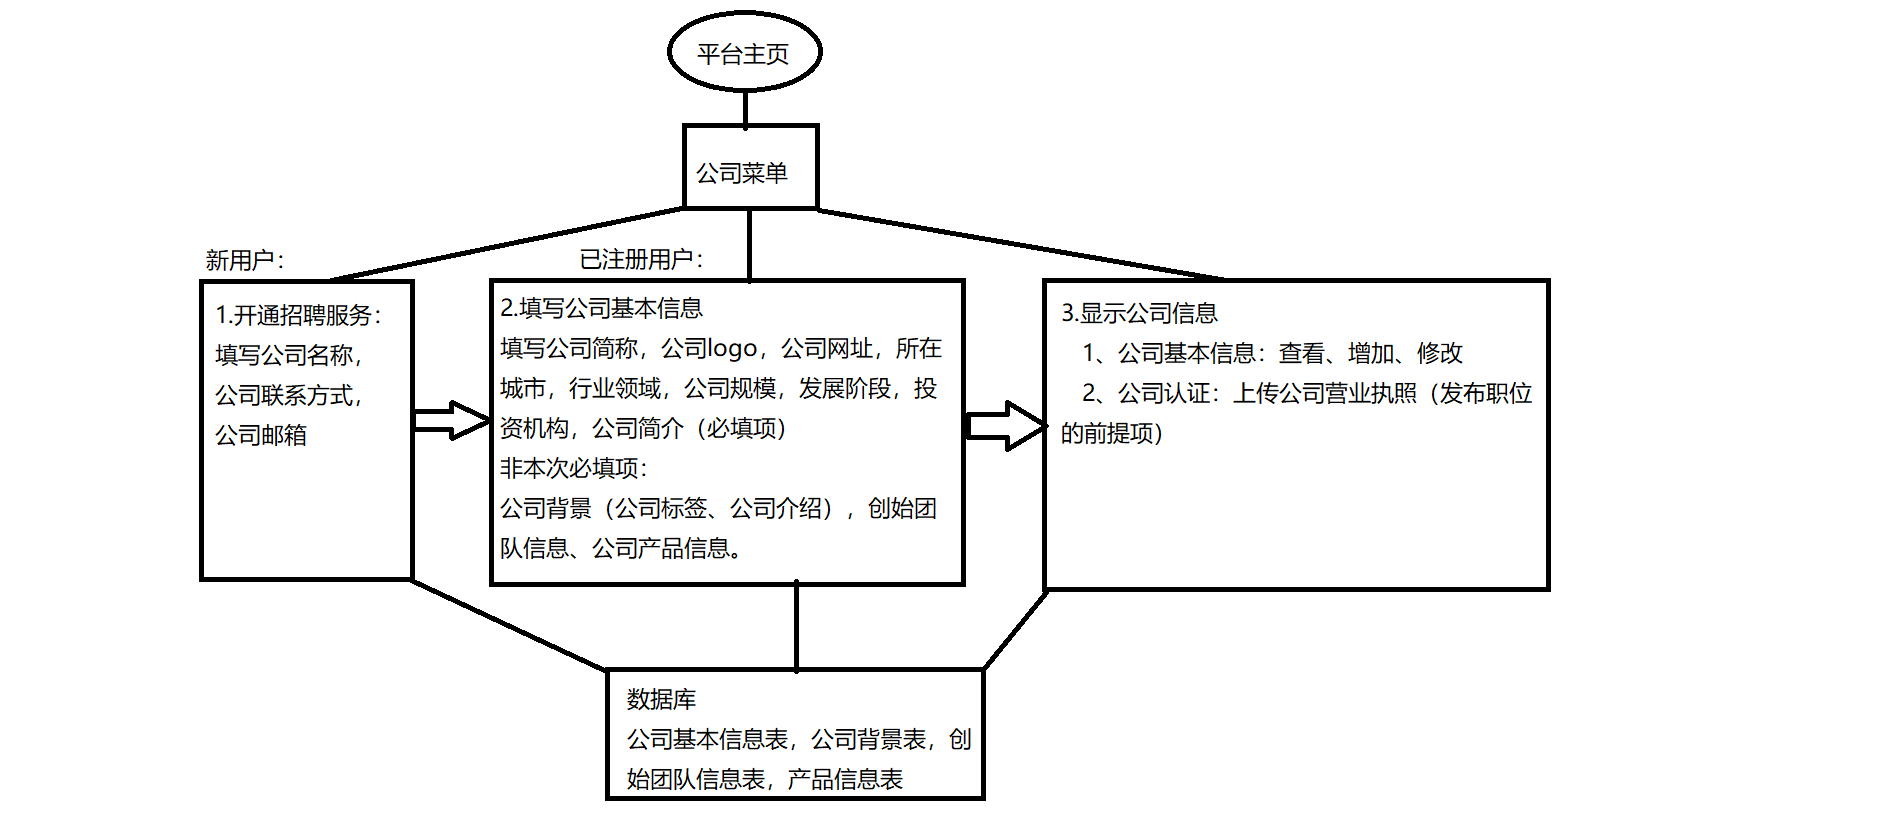 平台主页
公司菜单
新用户：
已注册用户：
1.开通招聘服务：
填写公司名称，
公司联系方式，
公司邮箱
2.填写公司基本信息
填写公司简称，公司logo，公司网址，所在
城市，行业领域，公司规模，发展阶段，投
资机构，公司简介（必填项）
非本次必填项：
公司背景（公司标签、公司介绍），创始团
队信息、公司产品信息。
3.显示公司信息
1、公司基本信息：查看、增加、修改
2、公司认证：上传公司营业执照（发布职位
的前提项）
数据库
公司基本信息表，公司背景表，创
始团队信息表，产品信息表